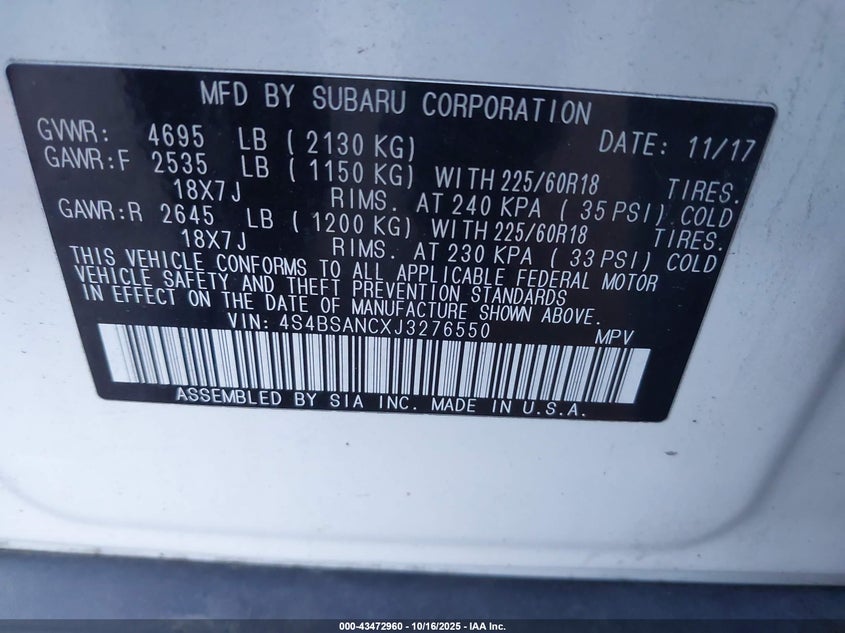 MFD BY SUBARU CORPORATION
GVWR: 4695 LB ( 2130 KG) DATE: 11/17
GAWR:F 2535 LB ( 1150 KG) WITH 225/60R18 TIRES.
18X7J RIMS. AT 240 KPA ( 35 PSI) COLD
GAWR:R 2645 LB ( 1200 KG) WITH 225/60R18 TIRES.
18X7J RIMS. AT 230 KPA ( 33 PSI) COLD
THIS VEHICLE CONFORMS TO ALL APPLICABLE FEDERAL MOTOR
VEHICLE SAFETY AND THEFT PREVENTION STANDARDS
IN EFFECT ON THE DATE OF MANUFACTURE SHOWN ABOVE.
VIN: 4S4BSANCXJ3276550 MPV
ASSEMBLED BY SIA INC. MADE IN U.S.A.
000-43472960 - 10/16/2025 - IAA Inc.